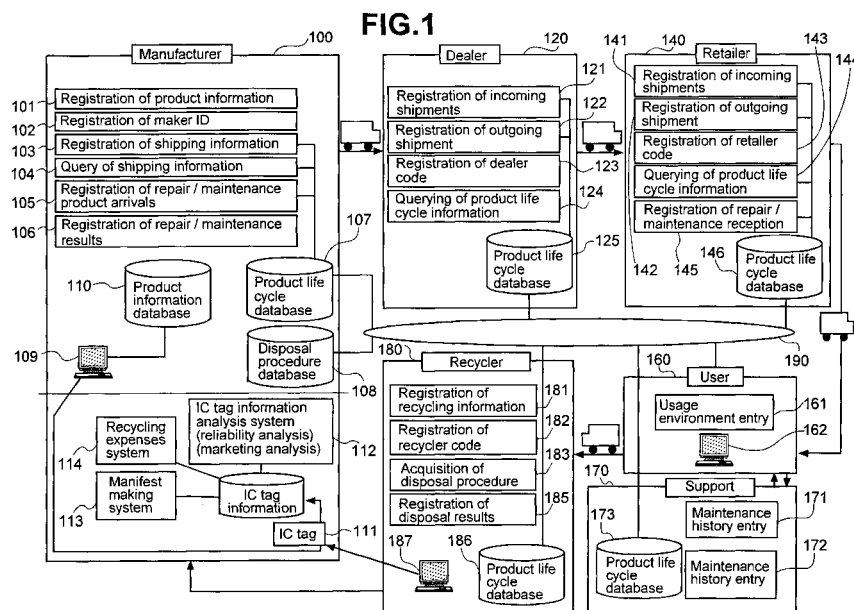 FIG.1
Manufacturer
100
101
Registration of product information
102
Registration of maker ID
103
Registration of shipping information
104
Query of shipping information
105
Registration of repair / maintenance
product arrivals
106
Registration of repair / maintenance
results
107
Product life
cycle database
110
Product
information
database
109
Disposal
procedure
database
108
IC tag information
analysis system
(reliability analysis)
(marketing analysis)
112
114
Recycling
expenses
system
113
Manifest
making
system
IC tag
information
IC tag
111
Dealer
120
121
Registration of incoming
shipments
122
Registration of outgoing
shipment
123
Registration of dealer
code
124
Querying of product life
cycle information
125
Product life
cycle
database
Retailer
140
141
143
144
Registration of incoming
shipments
Registration of outgoing
shipment
Registration of retaller
code
Querying of product life
cycle information
Registration of repair /
maintenance reception
142
145
146
Product life
cycle
database
190
180
Recycler
Registration of
recycling information
181
Registration of
recycler code
182
Acquisition of
disposal procedure
183
Registration of
disposal results
185
187
186
Product life
cycle
database
160
User
Usage
environment entry
161
162
170
Support
171
Maintenance
history entry
172
Maintenance
history entry
173
Product life
cycle
database